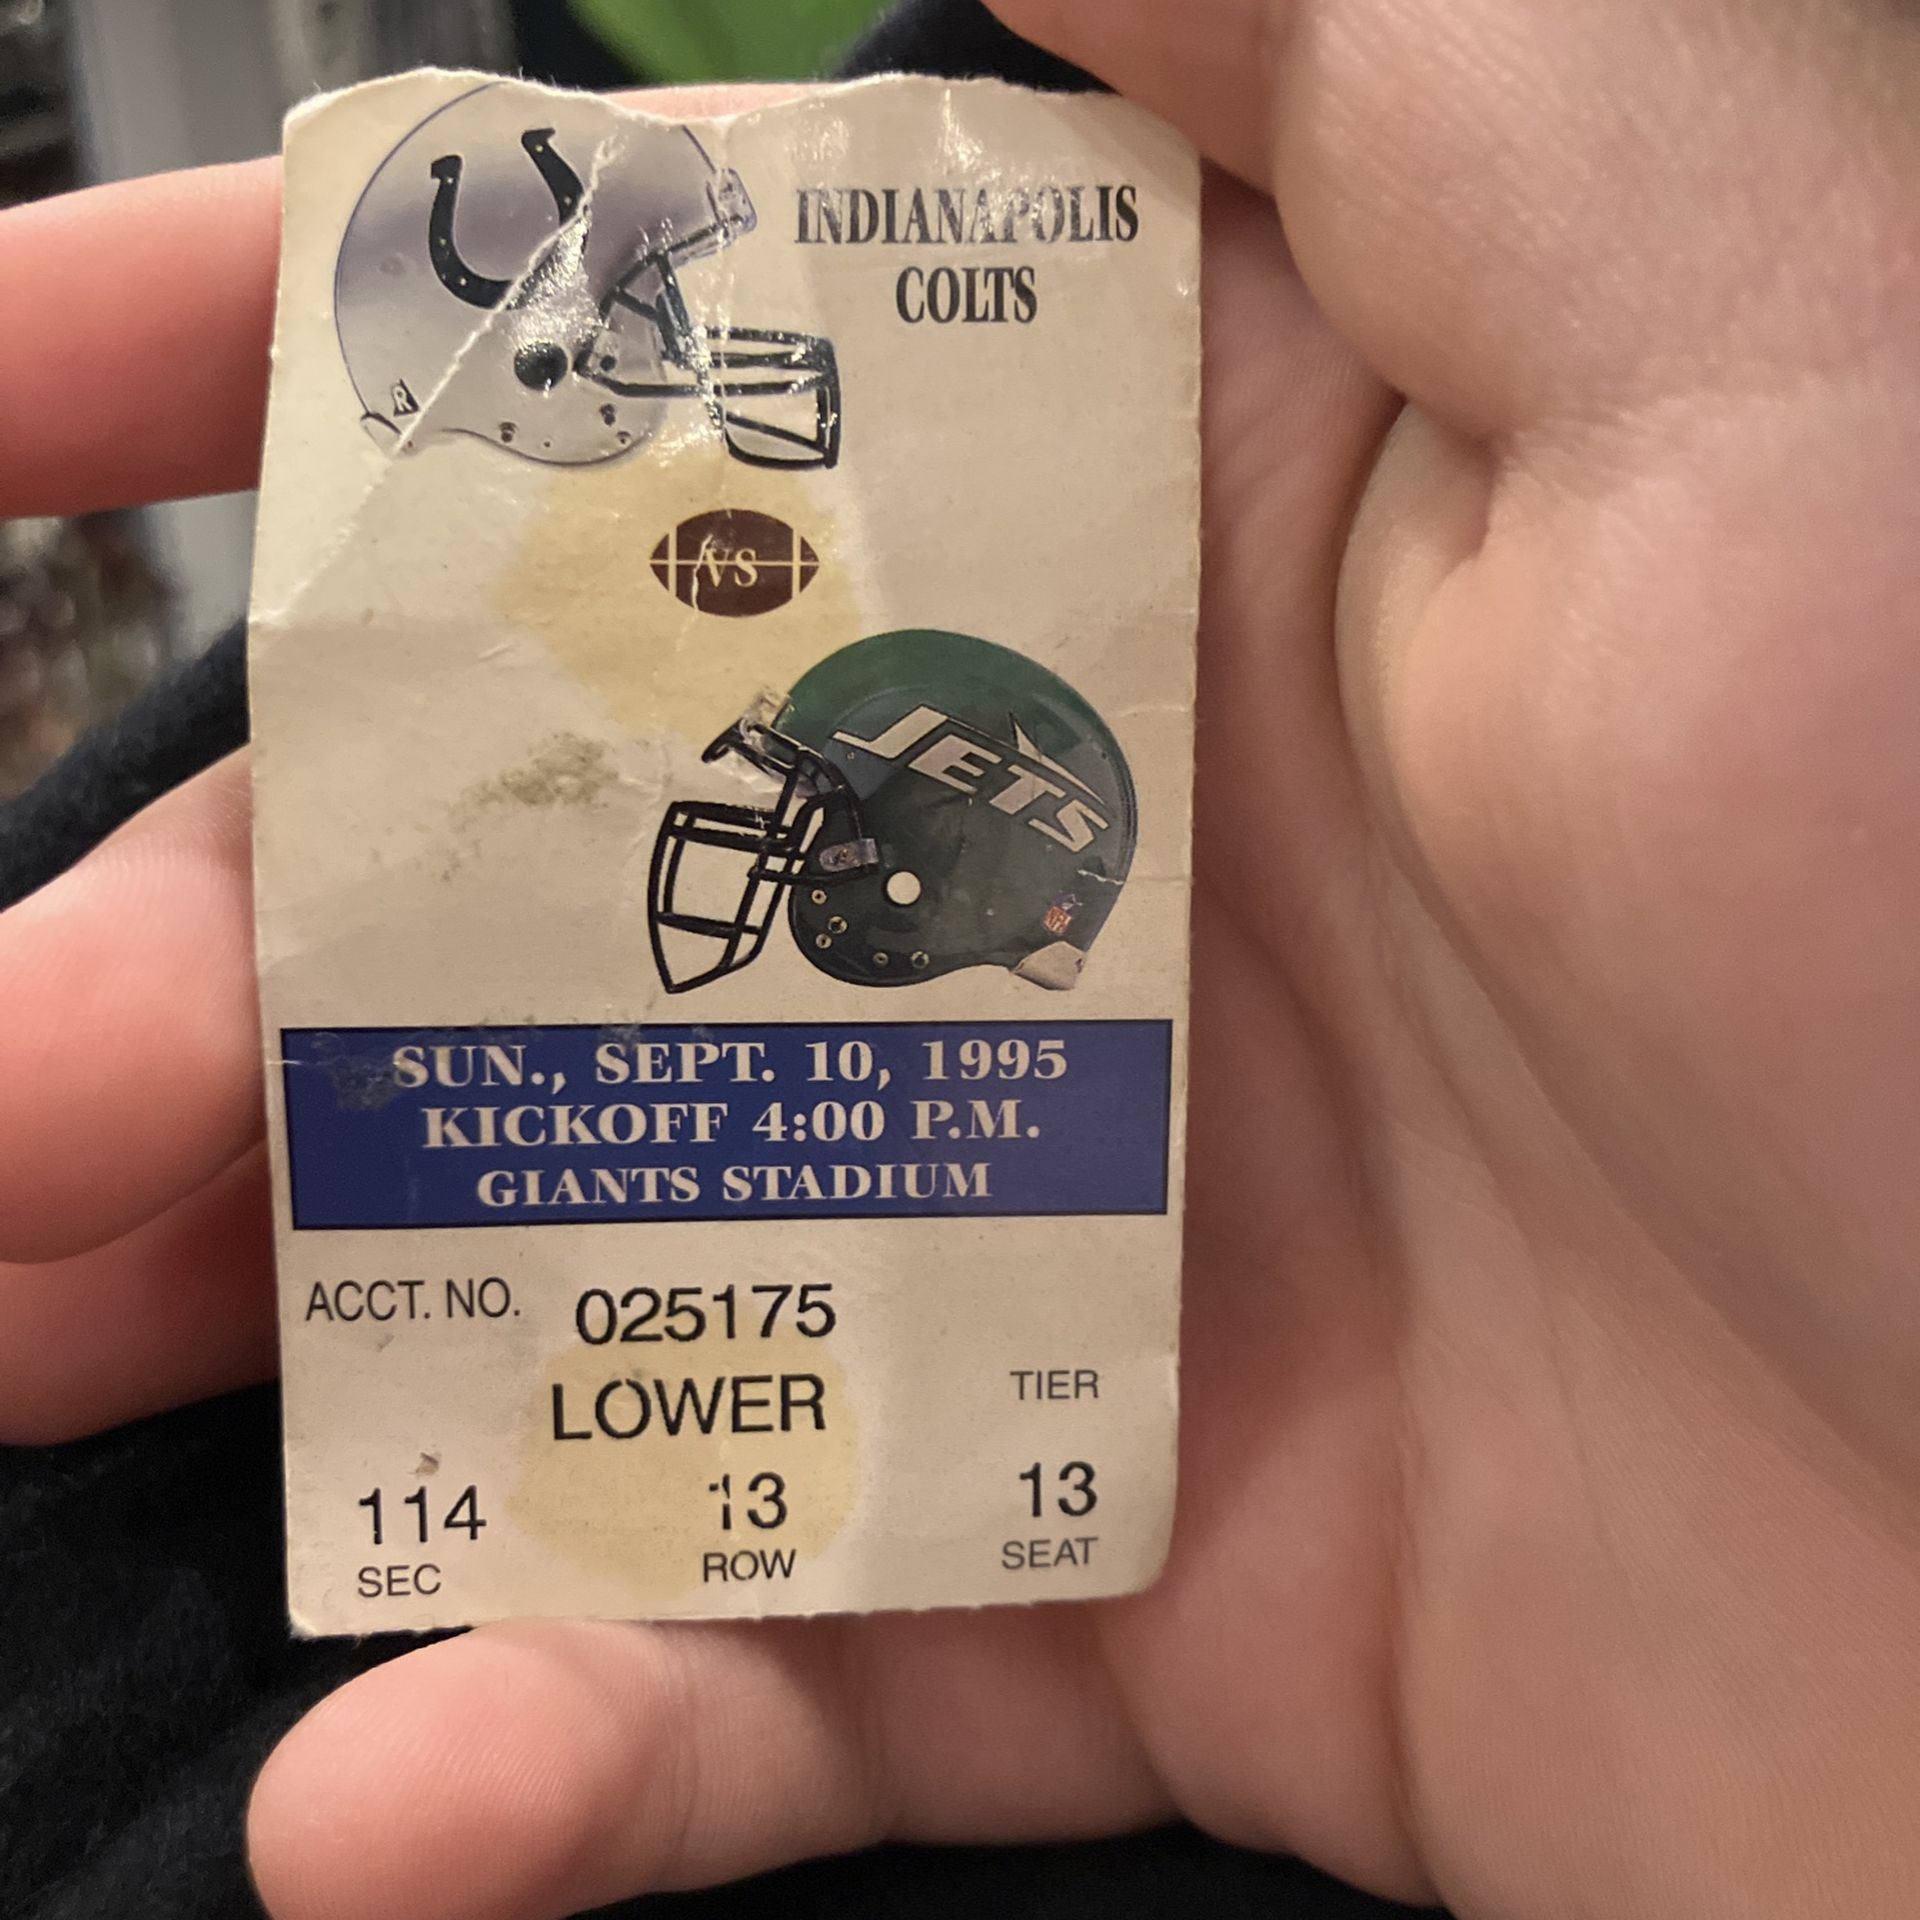 INDIANAPOLIS
COLTS
R
VS
JETS
NFL
SUN., SEPT. 10, 1995
KICKOFF 4:00 P.M.
GIANTS STADIUM
ACCT. NO. 025175
LOWER TIER
114 13 13
SEC ROW SEAT